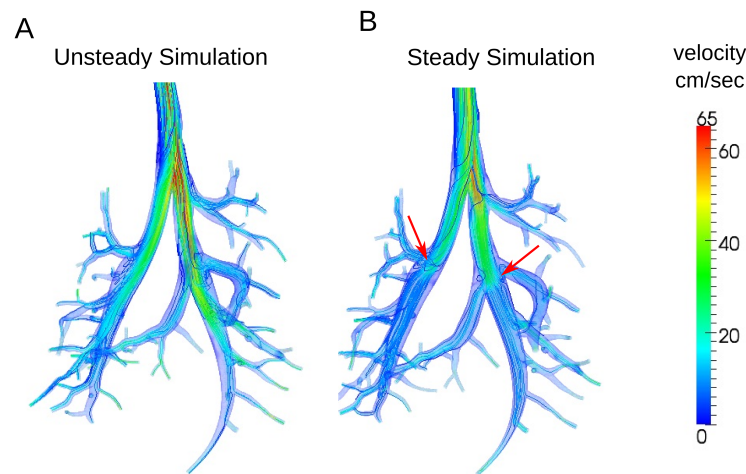 A
B
Unsteady Simulation
Steady Simulation
velocity
cm/sec
65
60
40
20
0